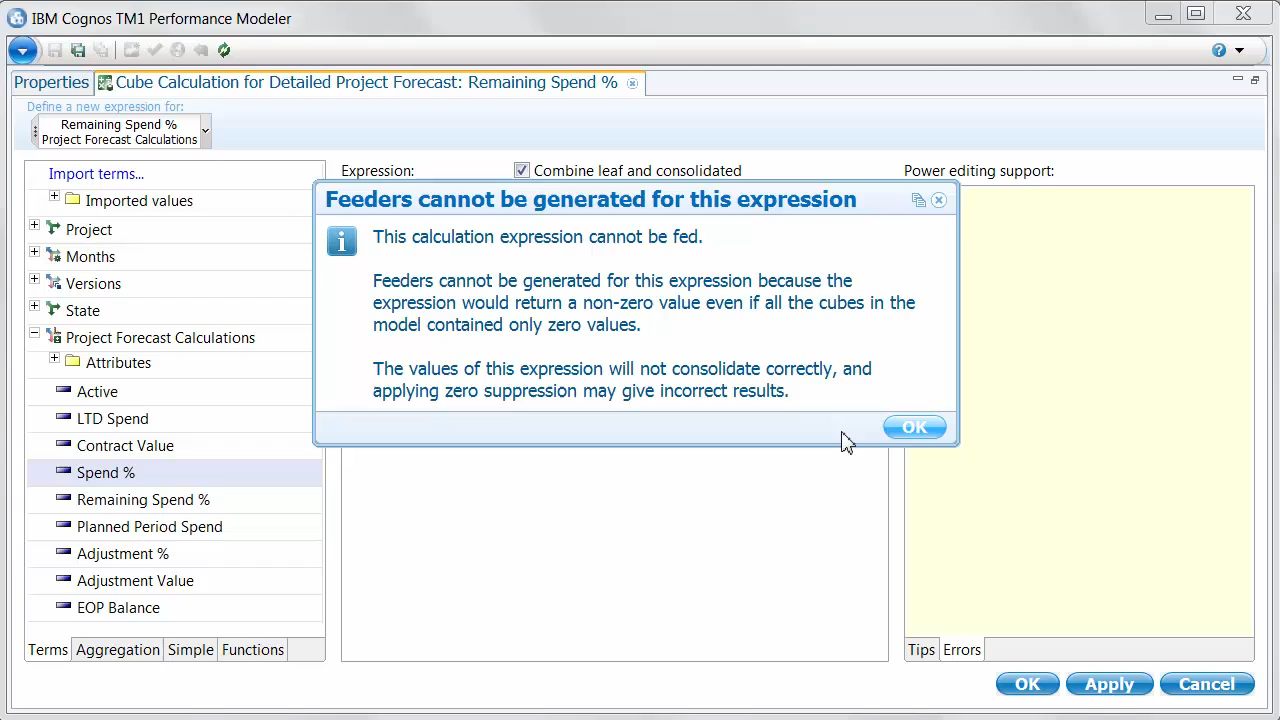 IBM Cognos TM1 Performance Modeler
Properties
Cube Calculation for Detailed Project Forecast: Remaining Spend %
Define a new expression for:
Remaining Spend %
Project Forecast Calculations
Import terms...
Imported values
Project
Months
Versions
State
Project Forecast Calculations
Attributes
Active
LTD Spend
Contract Value
Spend %
Remaining Spend %
Planned Period Spend
Adjustment %
Adjustment Value
EOP Balance
Terms
Aggregation
Simple
Functions
Expression:
Combine leaf and consolidated
Power editing support:
Feeders cannot be generated for this expression
This calculation expression cannot be fed.
Feeders cannot be generated for this expression because the
expression would return a non-zero value even if all the cubes in the
model contained only zero values.
The values of this expression will not consolidate correctly, and
applying zero suppression may give incorrect results.
OK
Tips
Errors
OK
Apply
Cancel